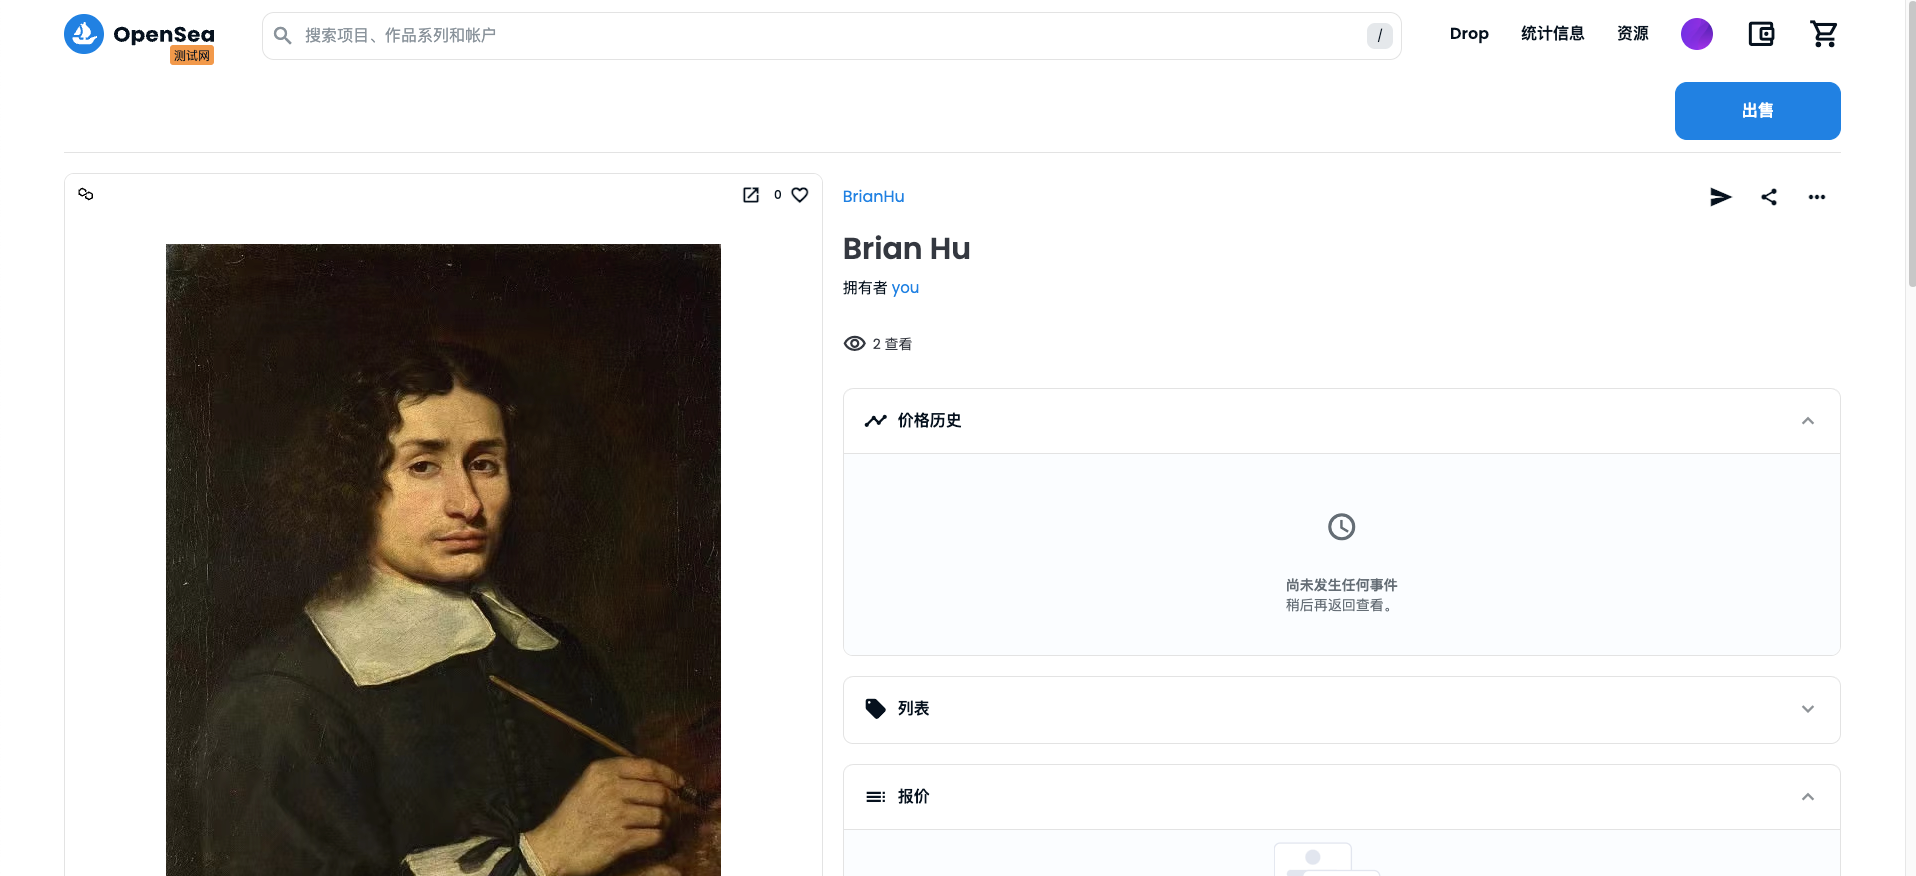 OpenSea
测试网
搜索项目、作品系列和帐户
/
Drop
统计信息
资源
出售
0
BrianHu
Brian Hu
拥有者 you
2 查看
价格历史
尚未发生任何事件
稍后再返回查看。
列表
报价